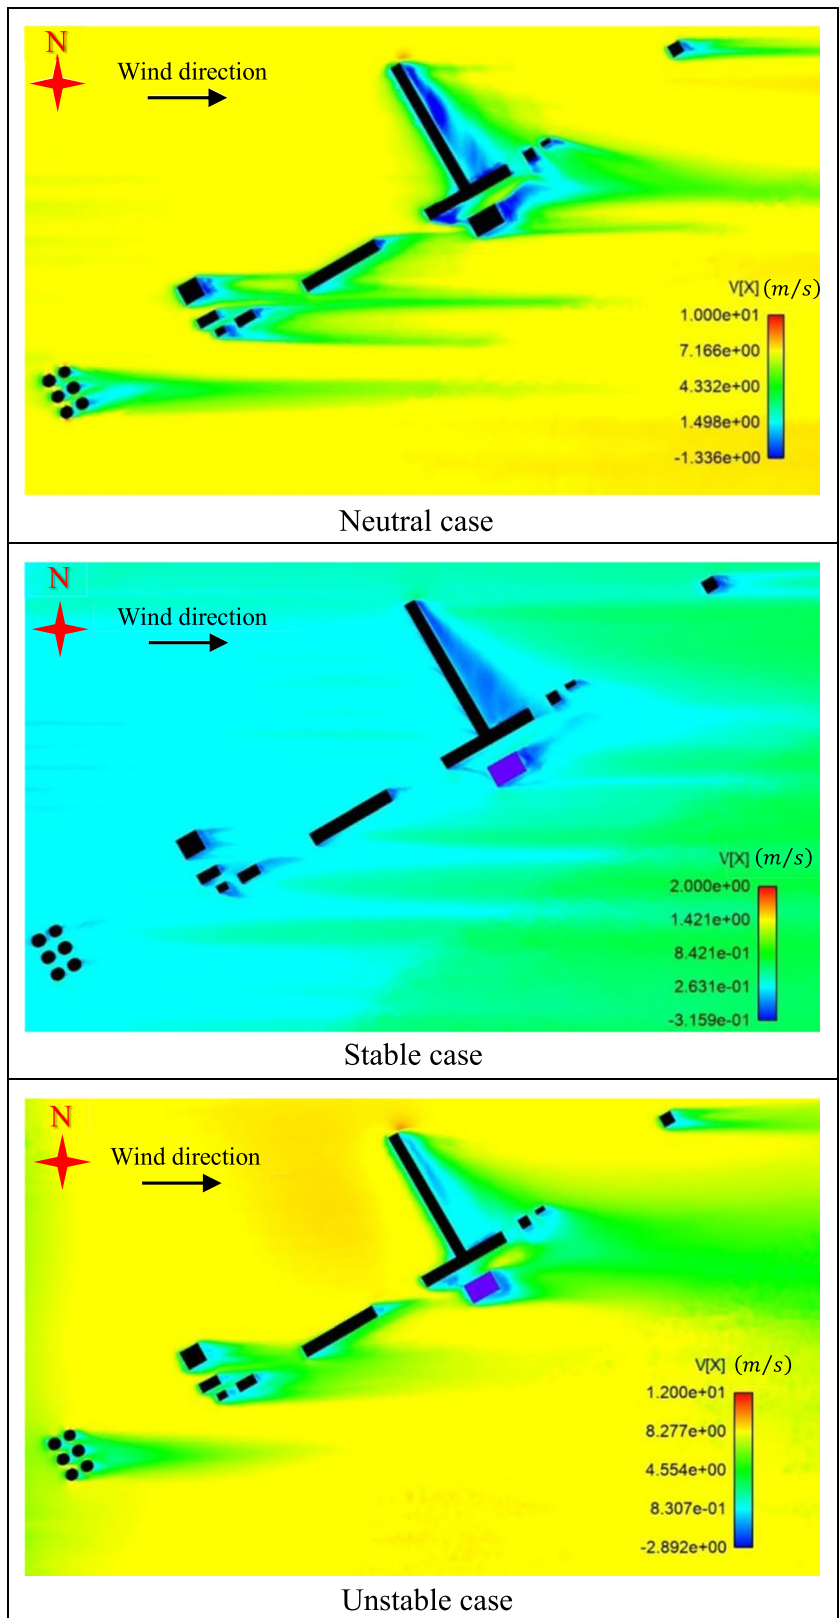 N
Wind direction
V[X] (m/s)
1.000e+01
7.166e+00
4.332e+00
1.498e+00
-1.336e+00
Neutral case
N
Wind direction
V[X] (m/s)
2.000e+00
1.421e+00
8.421e-01
2.631e-01
-3.159e-01
Stable case
N
Wind direction
V[X] (m/s)
1.200e+01
8.277e+00
4.554e+00
8.307e-01
-2.892e+00
Unstable case